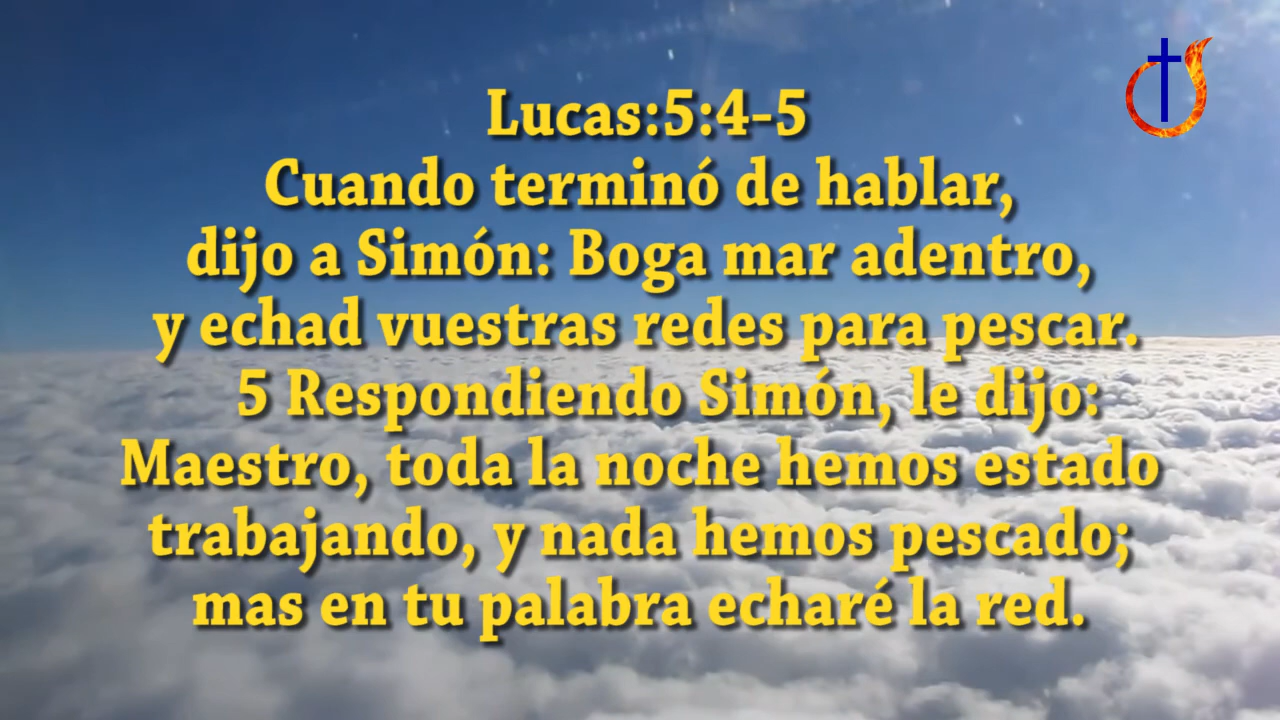 Lucas:5:4-5
Cuando terminó de hablar,
dijo a Simón: Boga mar adentro,
y echad vuestras redes para pescar.
5 Respondiendo Simón, le dijo:
Maestro, toda la noche hemos estado
trabajando, y nada hemos pescado;
mas en tu palabra echaré la red.